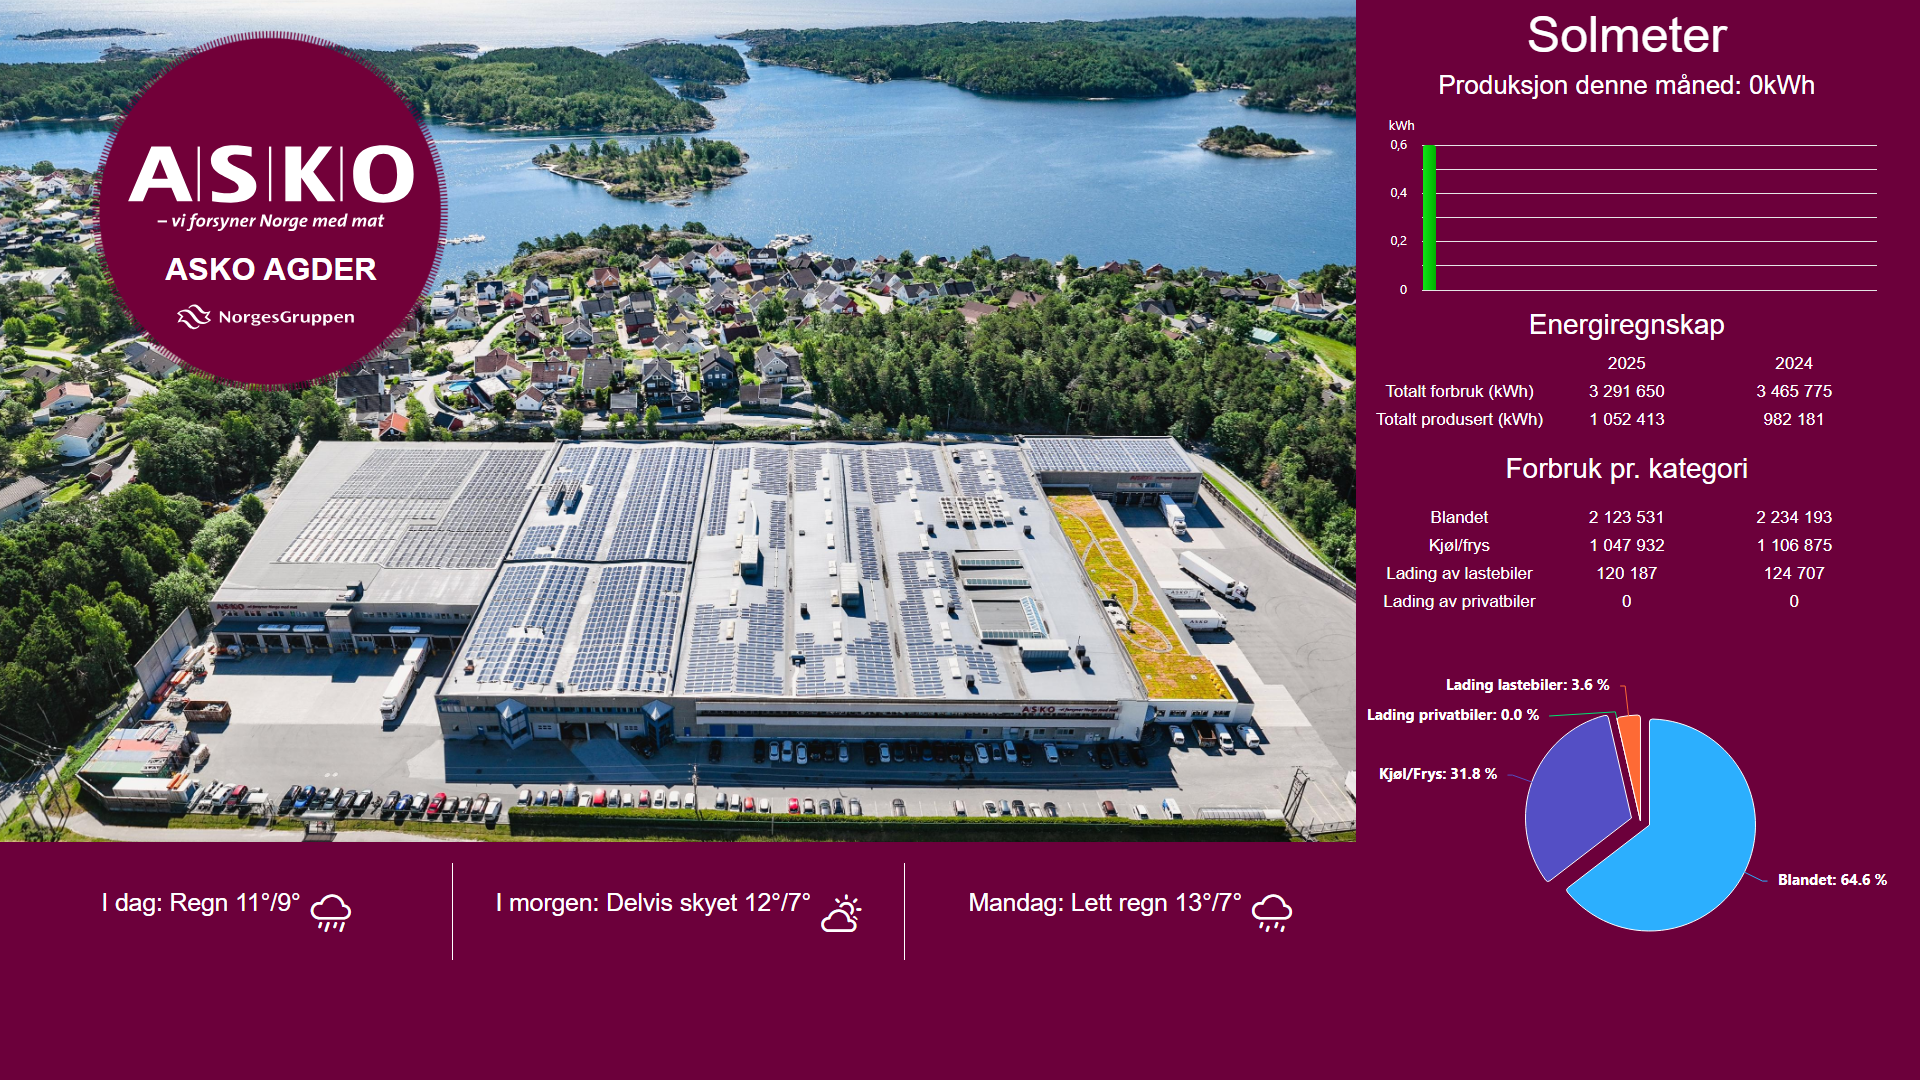 A|S|K|O
– vi forsyner Norge med mat
ASKO AGDER
NorgesGruppen
ASKO
ASKO
ASKO
Solmeter
Produksjon denne måned: 0kWh
kWh
0,6
0,4
0,2
0
Energiregnskap
2025 2024
Totalt forbruk (kWh) 3 291 650 3 465 775
Totalt produsert (kWh) 1 052 413 982 181
Forbruk pr. kategori
Blandet 2 123 531 2 234 193
Kjøl/frys 1 047 932 1 106 875
Lading av lastebiler 120 187 124 707
Lading av privatbiler 0 0
Lading lastebiler: 3.6 %
Lading privatbiler: 0.0 %
Kjøl/Frys: 31.8 %
Blandet: 64.6 %
I dag: Regn 11°/9°
I morgen: Delvis skyet 12°/7°
Mandag: Lett regn 13°/7°